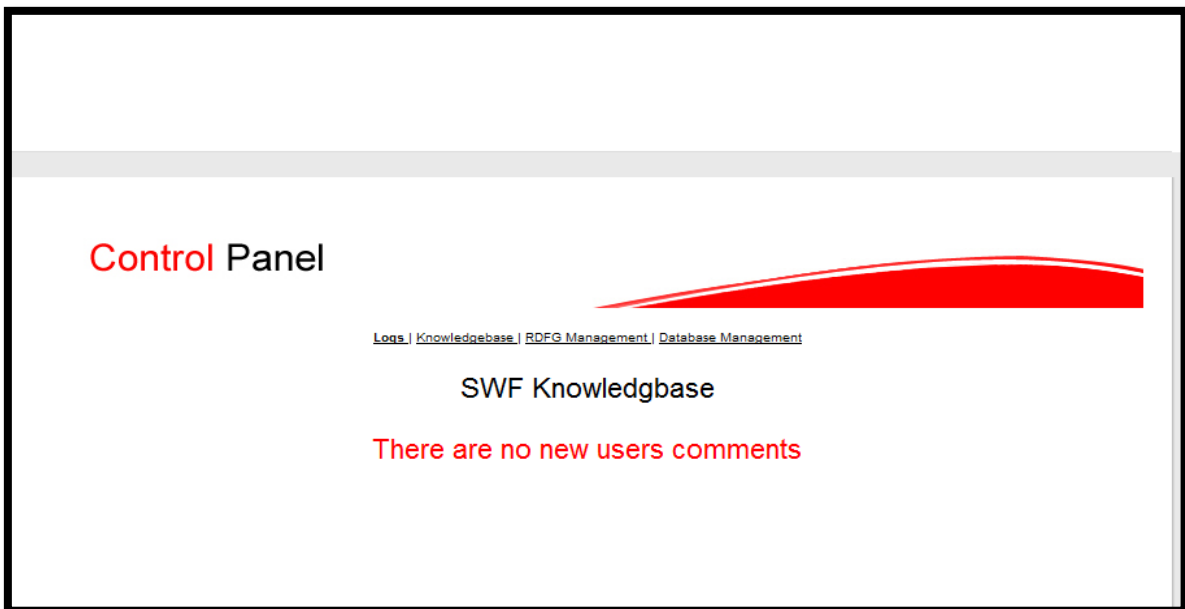 Control Panel
Logs | Knowledgebase | RDFG Management | Database Management
SWF Knowledgbase
There are no new users comments